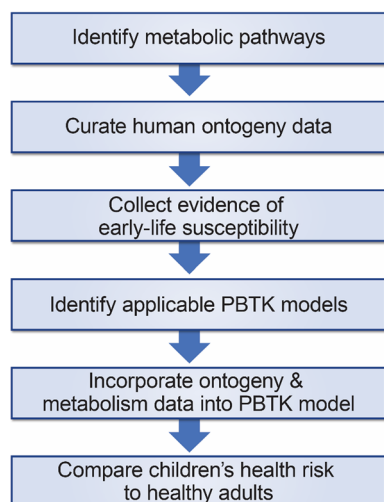 Identify metabolic pathways
Curate human ontogeny data
Collect evidence of
early-life susceptibility
Identify applicable PBTK models
Incorporate ontogeny &
metabolism data into PBTK model
Compare children's health risk
to healthy adults